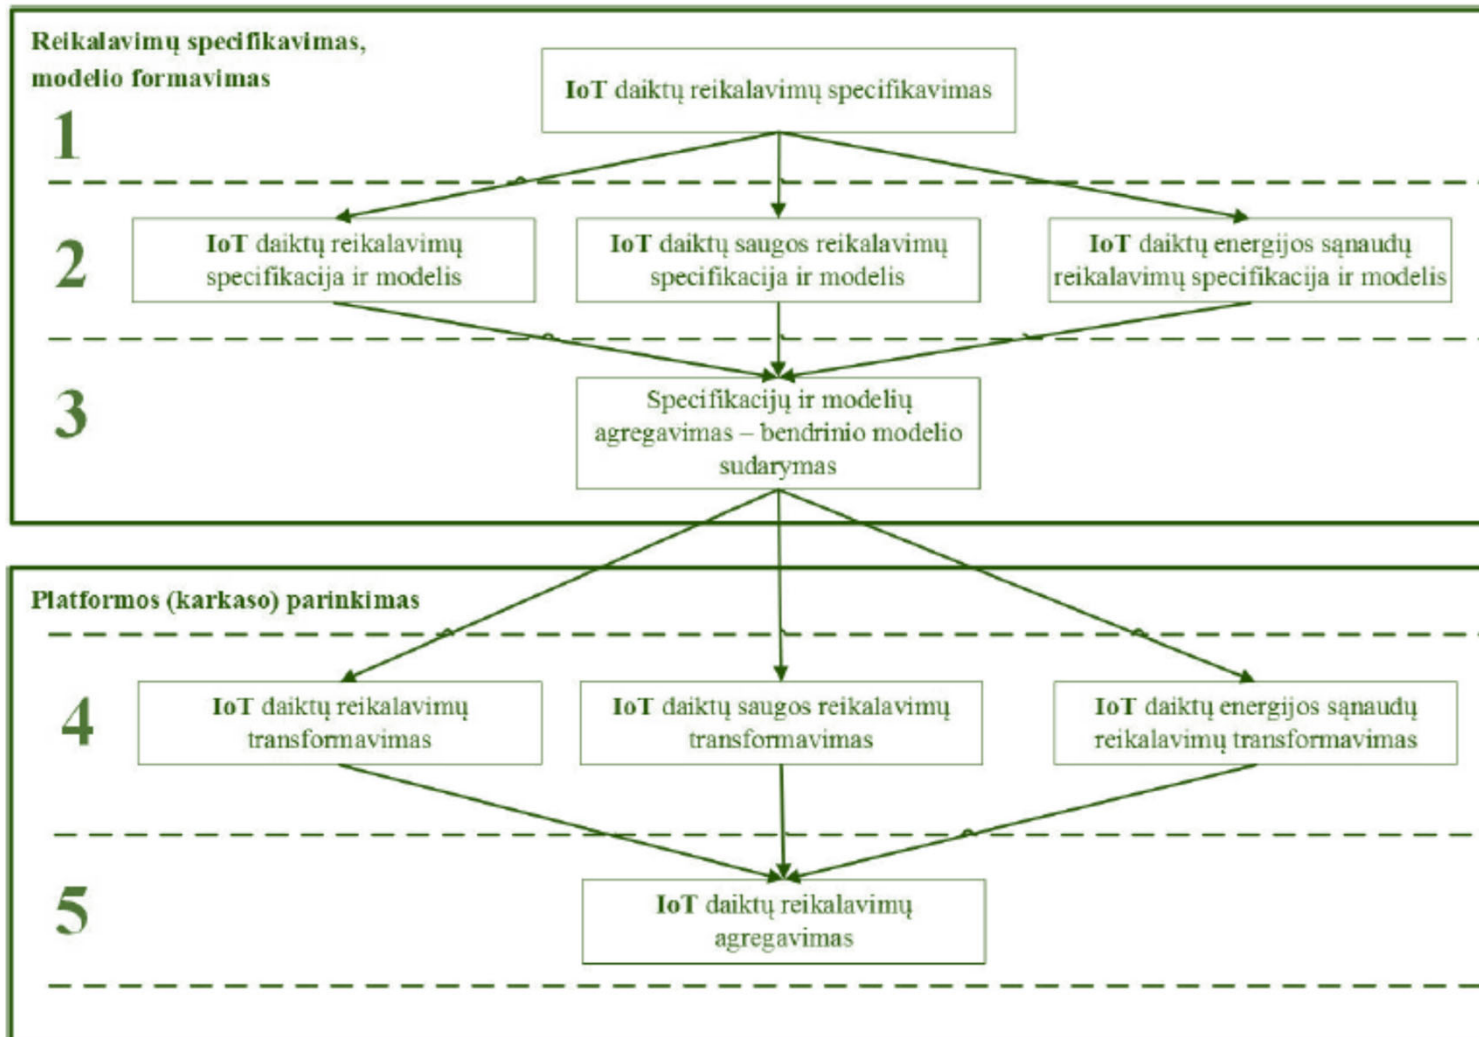 Reikalavimų specifikavimas,
modelio formavimas
IoT daiktų reikalavimų specifikavimas
1
2
IoT daiktų reikalavimų
specifikacija ir modelis
IoT daiktų saugos reikalavimų
specifikacija ir modelis
IoT daiktų energijos sąnaudų
reikalavimų specifikacija ir modelis
3
Specifikacijų ir modelių
agregavimas – bendrinio modelio
sudarymas
Platformos (karkaso) parinkimas
4
IoT daiktų reikalavimų
transformavimas
IoT daiktų saugos reikalavimų
transformavimas
IoT daiktų energijos sąnaudų
reikalavimų transformavimas
5
IoT daiktų reikalavimų
agregavimas